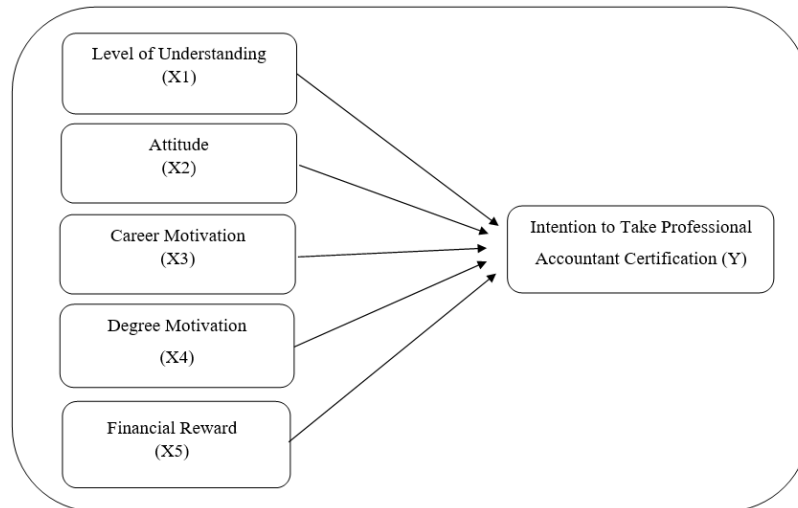 Level of Understanding
(X1)
Attitude
(X2)
Career Motivation
(X3)
Degree Motivation
(X4)
Financial Reward
(X5)
Intention to Take Professional
Accountant Certification (Y)